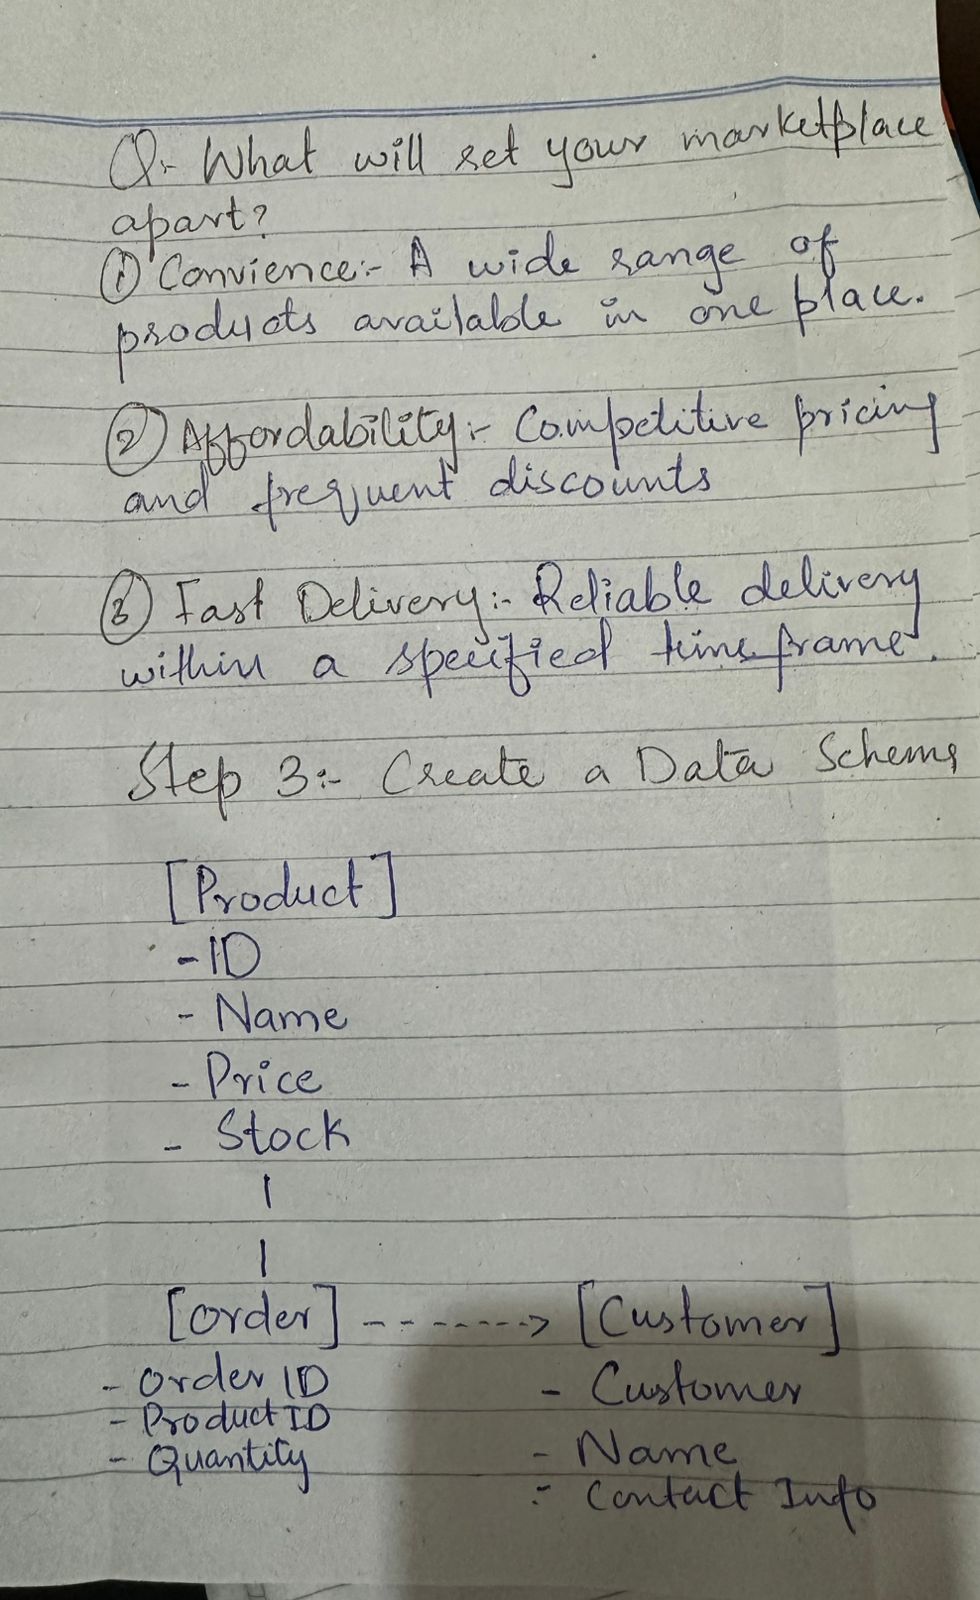 Q:- What will set your marketplace
apart?
① Convience:- A wide range of
products available in one place.
② Affordability:- Competitive pricing
and frequent discounts
③ Fast Delivery:- Reliable delivery
within a specified time frame.
Step 3:- Create a Data Schema
[Product]
- ID
- Name
- Price
- Stock
[Order] -------> [Customer]
- Order ID
- Product ID
- Quantity
- Customer
- Name
- Contact Info